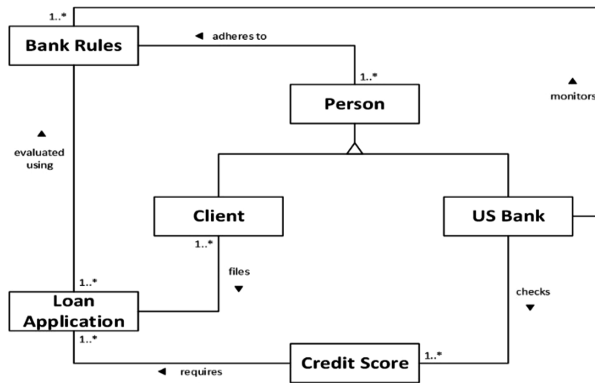 1..*
Bank Rules
◄ adheres to
1..*
Person
▲
monitors
▲
evaluated
using
Client
US Bank
1..*
files
▼
1..*
checks
▼
Loan
Application
1..*
Credit Score
1..*
◄ requires